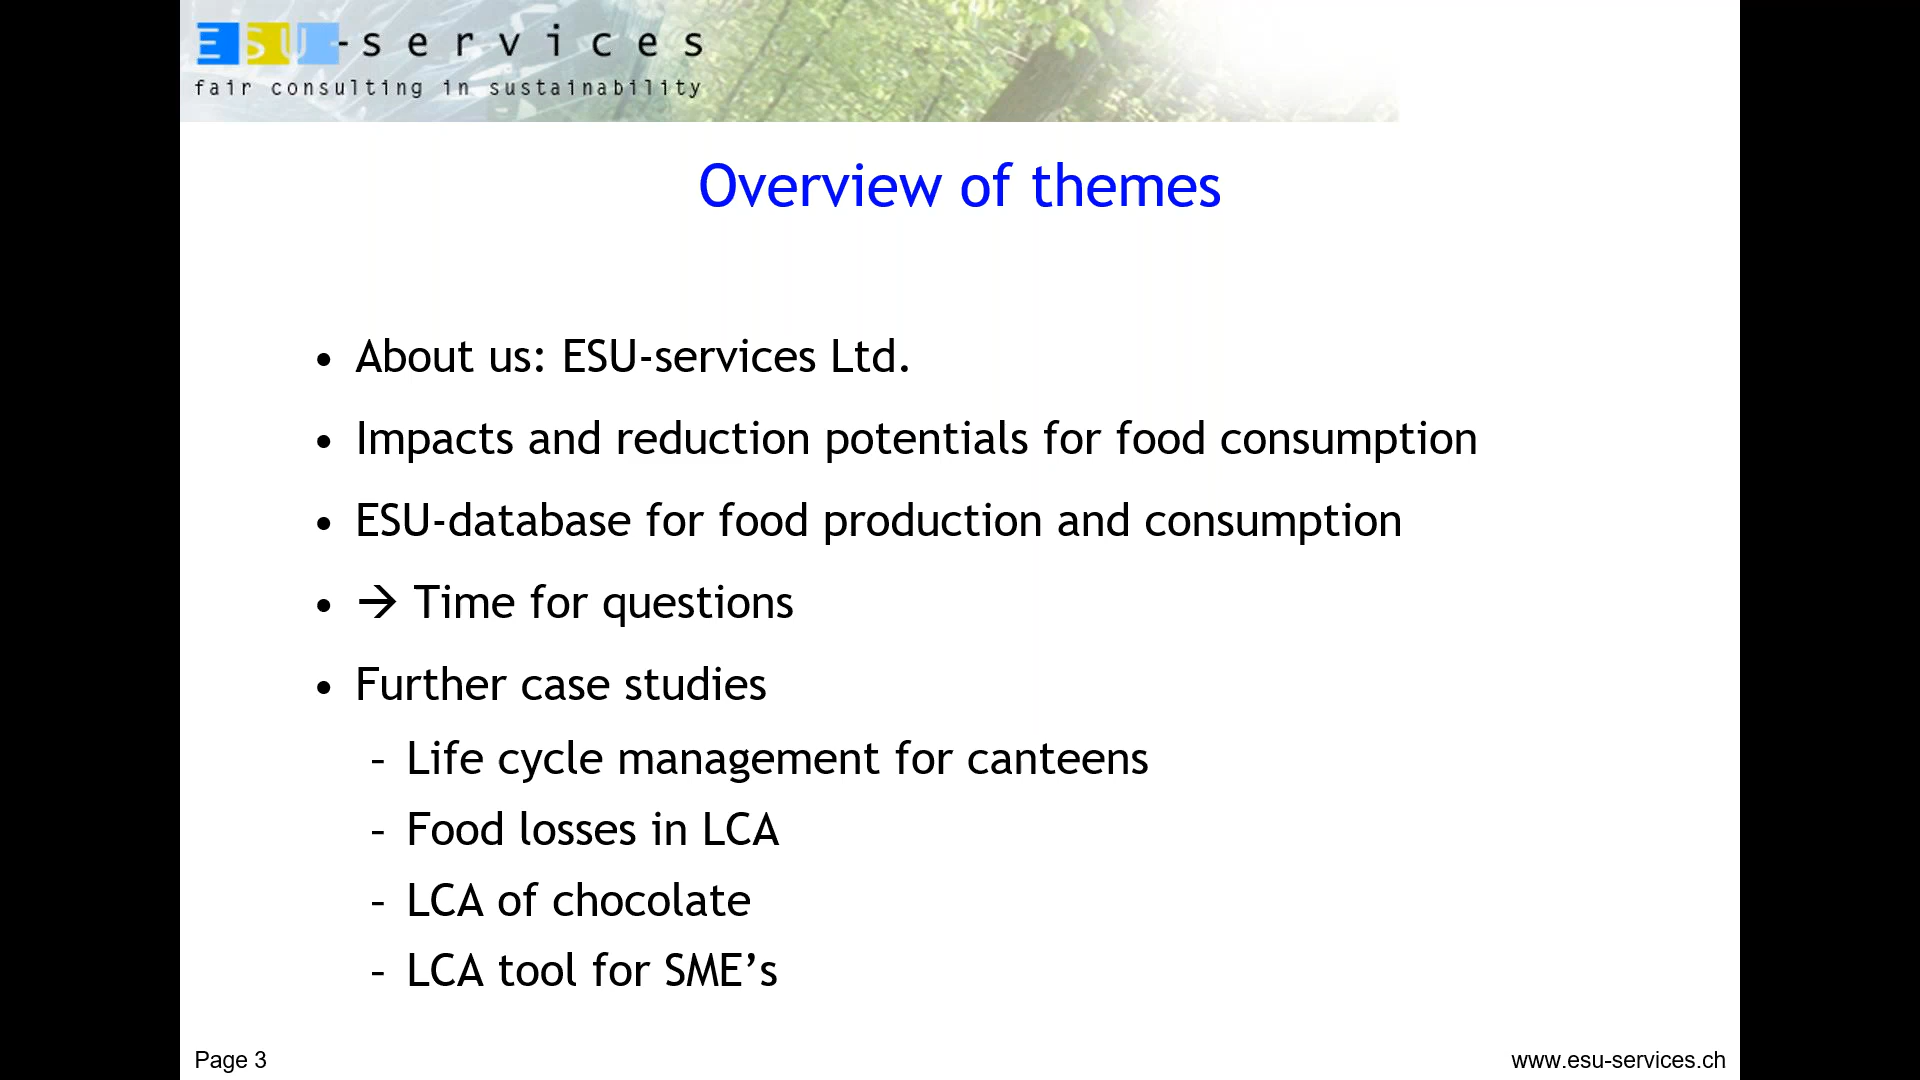 ESU-services
fair consulting in sustainability
Overview of themes
• About us: ESU-services Ltd.
• Impacts and reduction potentials for food consumption
• ESU-database for food production and consumption
• → Time for questions
• Further case studies
– Life cycle management for canteens
– Food losses in LCA
– LCA of chocolate
– LCA tool for SME’s
Page 3
www.esu-services.ch